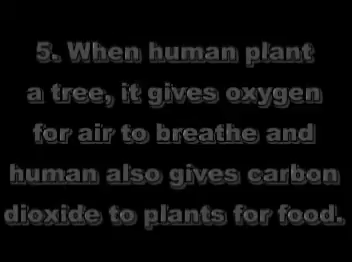 5. When human plant
a tree, it gives oxygen
for air to breathe and
human also gives carbon
dioxide to plants for food.